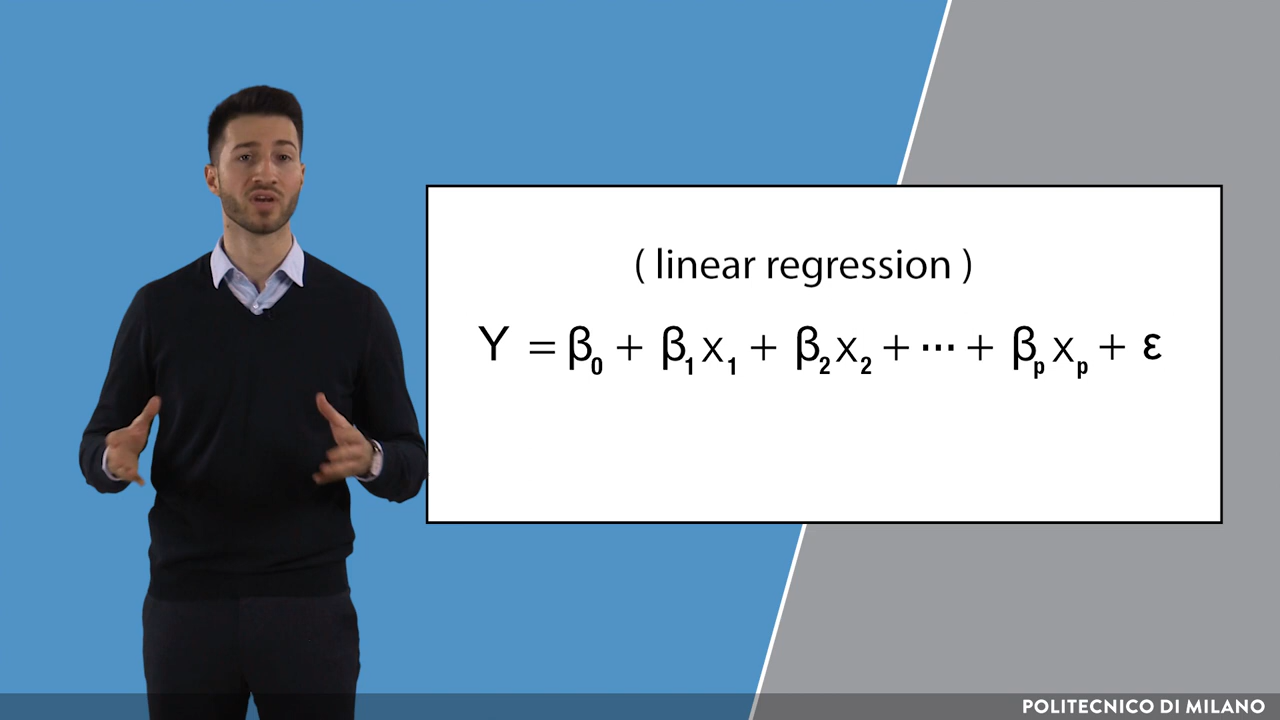 ( linear regression )
Y = β₀ + β₁x₁ + β₂x₂ + ··· + βₚxₚ + ε
POLITECNICO DI MILANO